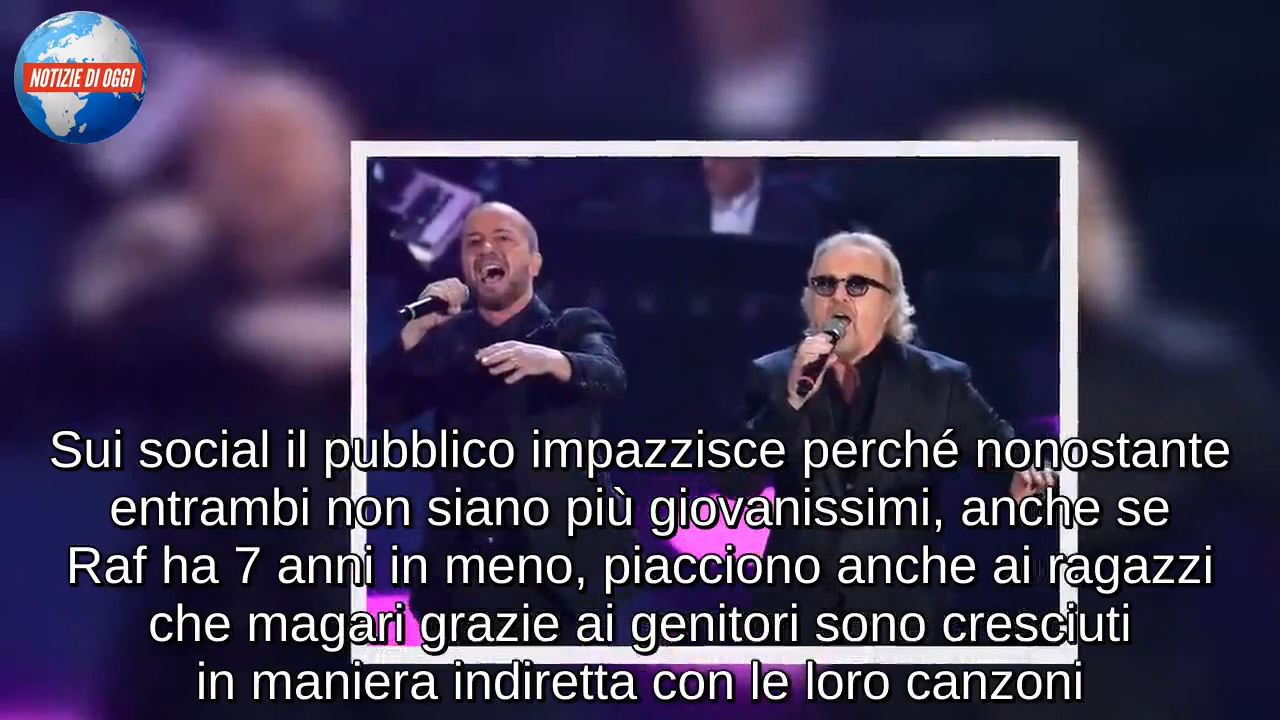 NOTIZIE DI OGGI
Sui social il pubblico impazzisce perché nonostante
entrambi non siano più giovanissimi, anche se
Raf ha 7 anni in meno, piacciono anche ai ragazzi
che magari grazie ai genitori sono cresciuti
in maniera indiretta con le loro canzoni